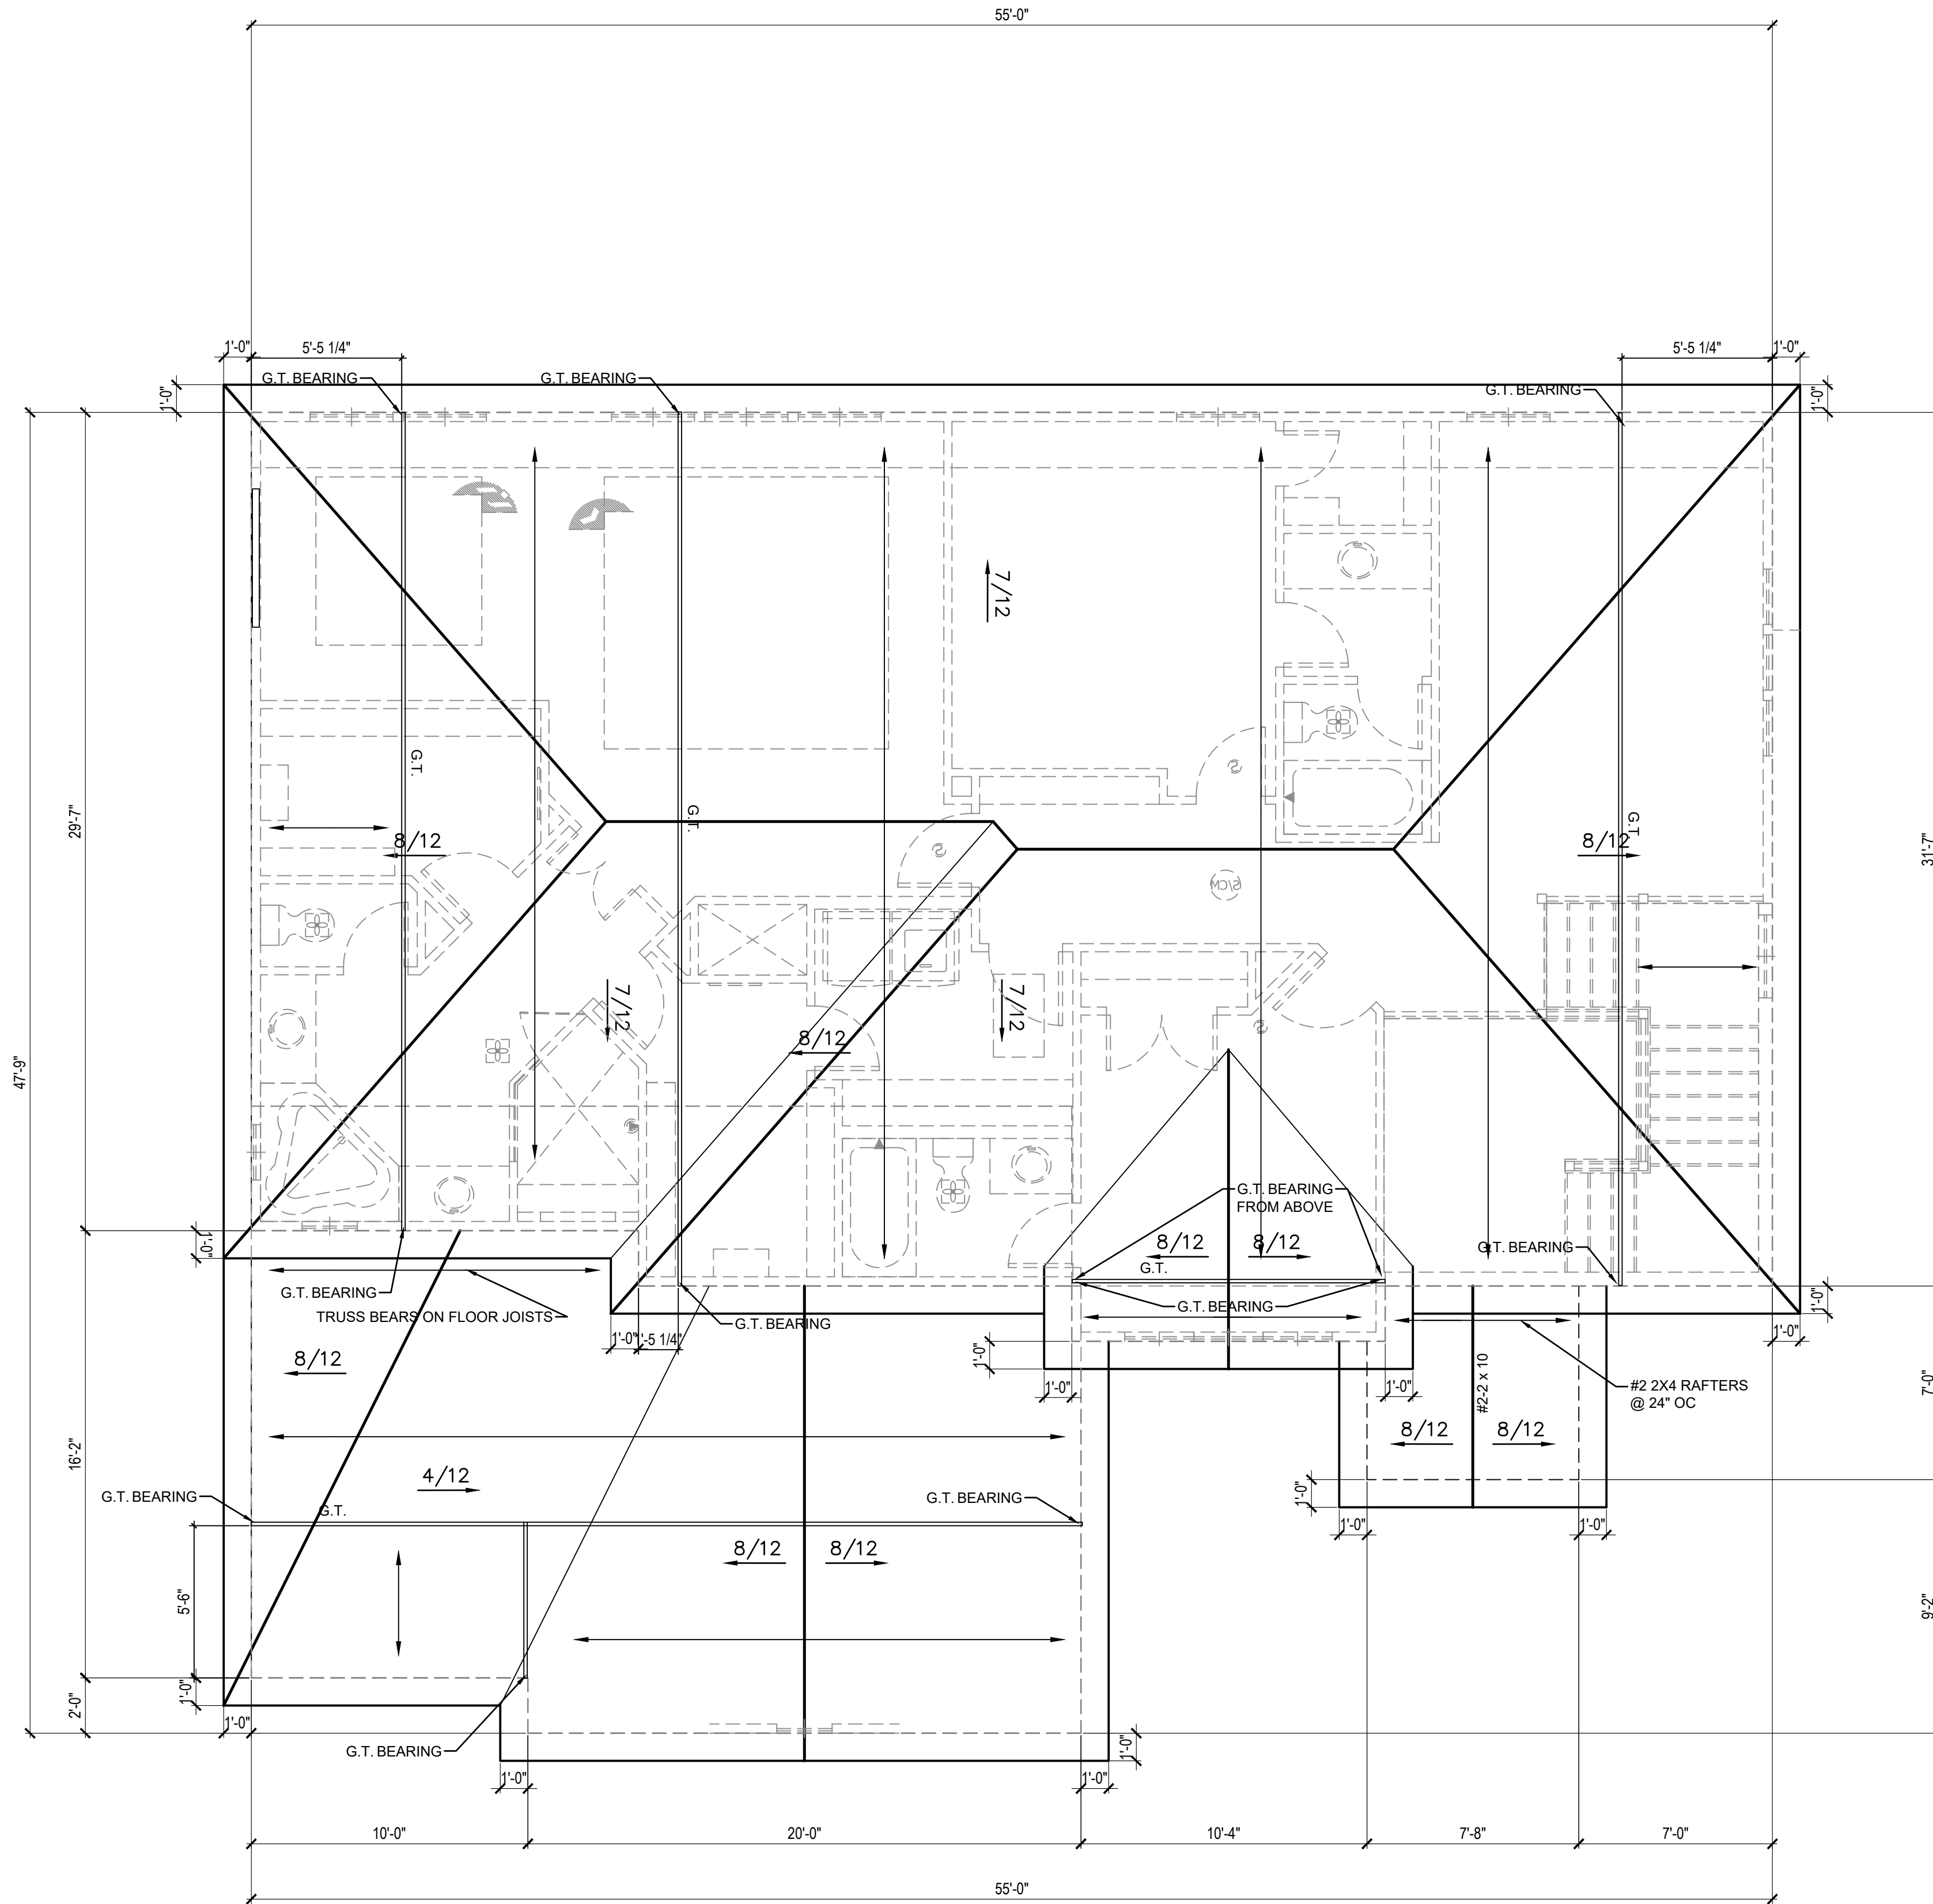 55'-0"
1'-0"
5'-5 1/4"
5'-5 1/4"
1'-0"
G.T. BEARING
G.T. BEARING
G.T. BEARING
1'-0"
1'-0"
7/12
G.T.
G.T.
G.T.
8/12
8/12
29'-7"
31'-7"
S
S
S/CM
7/12
7/12
8/12
S
47'-9"
G.T. BEARING
FROM ABOVE
1'-0"
8/12
8/12
G.T. BEARING
G.T.
G.T. BEARING
G.T. BEARING
TRUSS BEARS ON FLOOR JOISTS
G.T. BEARING
1'-0"
1'-0"
'-5 1/4"
1'-0"
1'-0"
8/12
1'-0"
1'-0"
#2-2 x 10
#2 2X4 RAFTERS
@ 24" OC
7'-0"
8/12
8/12
16'-2"
4/12
G.T. BEARING
G.T.
G.T. BEARING
1'-0"
1'-0"
1'-0"
8/12
8/12
5'-6"
9'-2"
1'-0"
2'-0"
1'-0"
G.T. BEARING
1'-0"
1'-0"
1'-0"
10'-0"
20'-0"
10'-4"
7'-8"
7'-0"
55'-0"